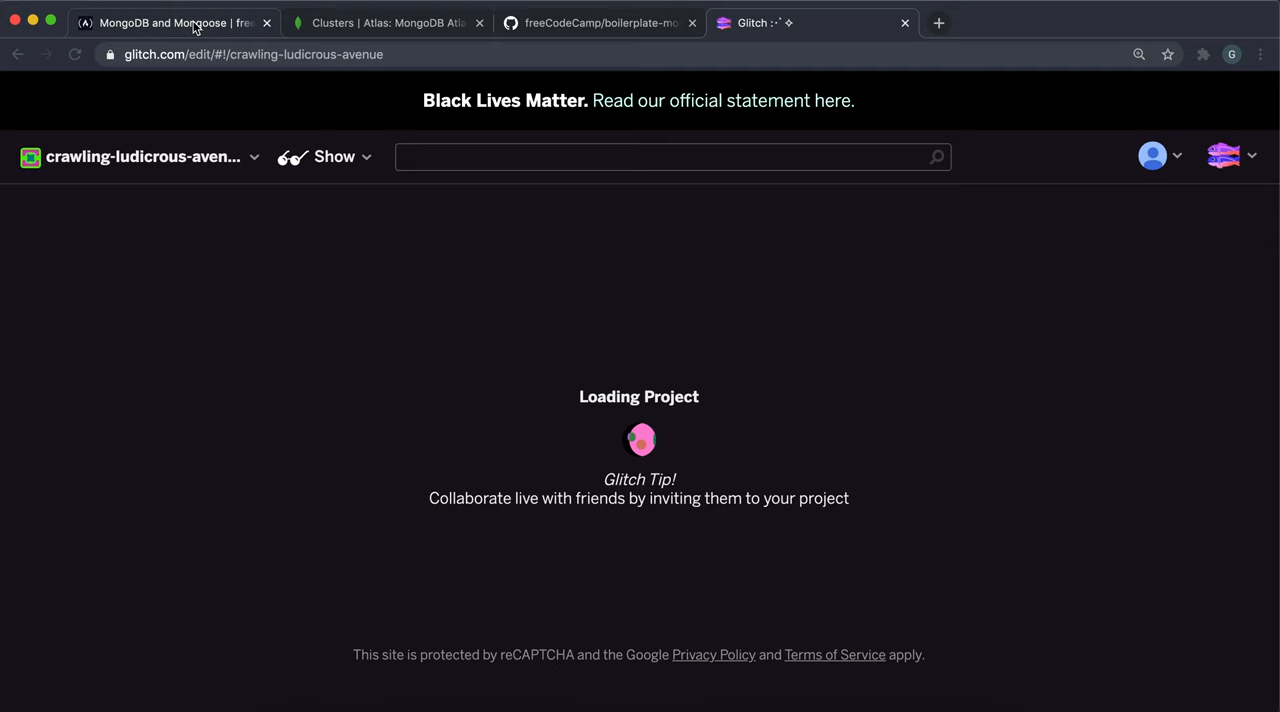 MongoDB and Mongoose | free
Clusters | Atlas: MongoDB Atla
freeCodeCamp/boilerplate-mo
Glitch :·ﾟ✧
glitch.com/edit/#!/crawling-ludicrous-avenue
G
Black Lives Matter. Read our official statement here.
crawling-ludicrous-aven...
Show
Loading Project
Glitch Tip!
Collaborate live with friends by inviting them to your project
This site is protected by reCAPTCHA and the Google Privacy Policy and Terms of Service apply.